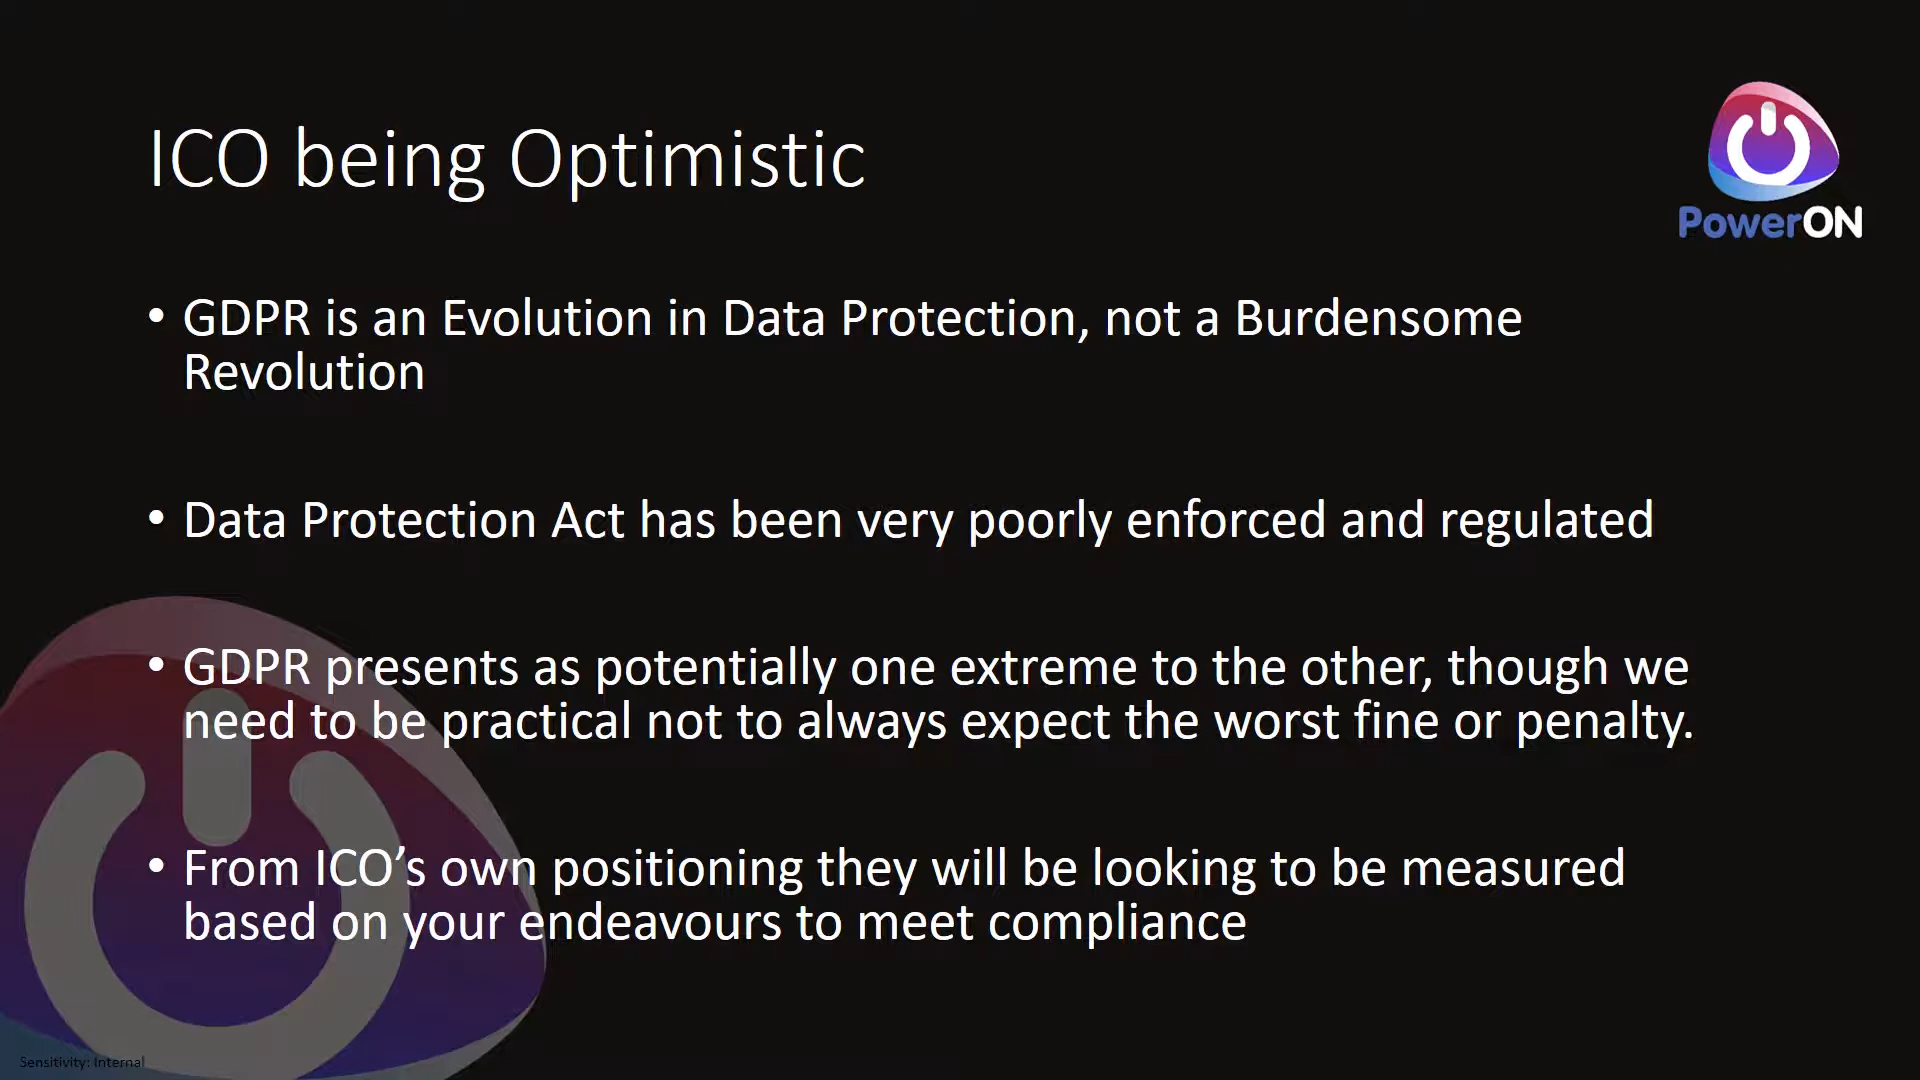 ICO being Optimistic
PowerON
• GDPR is an Evolution in Data Protection, not a Burdensome
Revolution
• Data Protection Act has been very poorly enforced and regulated
• GDPR presents as potentially one extreme to the other, though we
need to be practical not to always expect the worst fine or penalty.
• From ICO’s own positioning they will be looking to be measured
based on your endeavours to meet compliance
Sensitivity: Internal